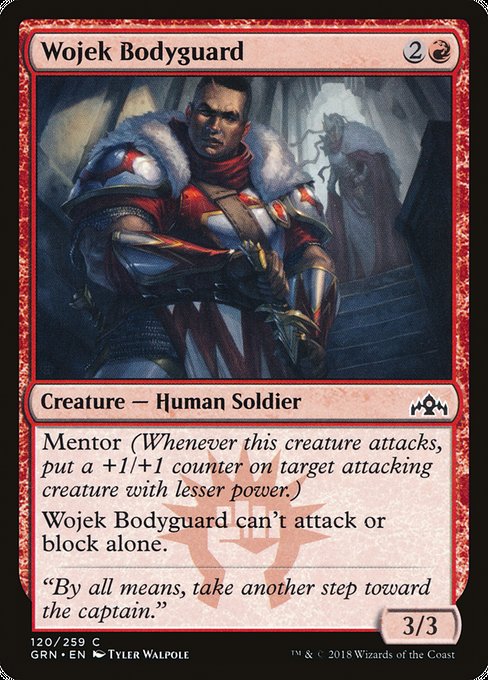 Wojek Bodyguard 2
Creature — Human Soldier
Mentor (Whenever this creature attacks,
put a +1/+1 counter on target attacking
creature with lesser power.)
Wojek Bodyguard can't attack or
block alone.
“By all means, take another step toward
the captain.”
3/3
120/259 C
GRN • EN Tyler Walpole
™ & © 2018 Wizards of the Coast